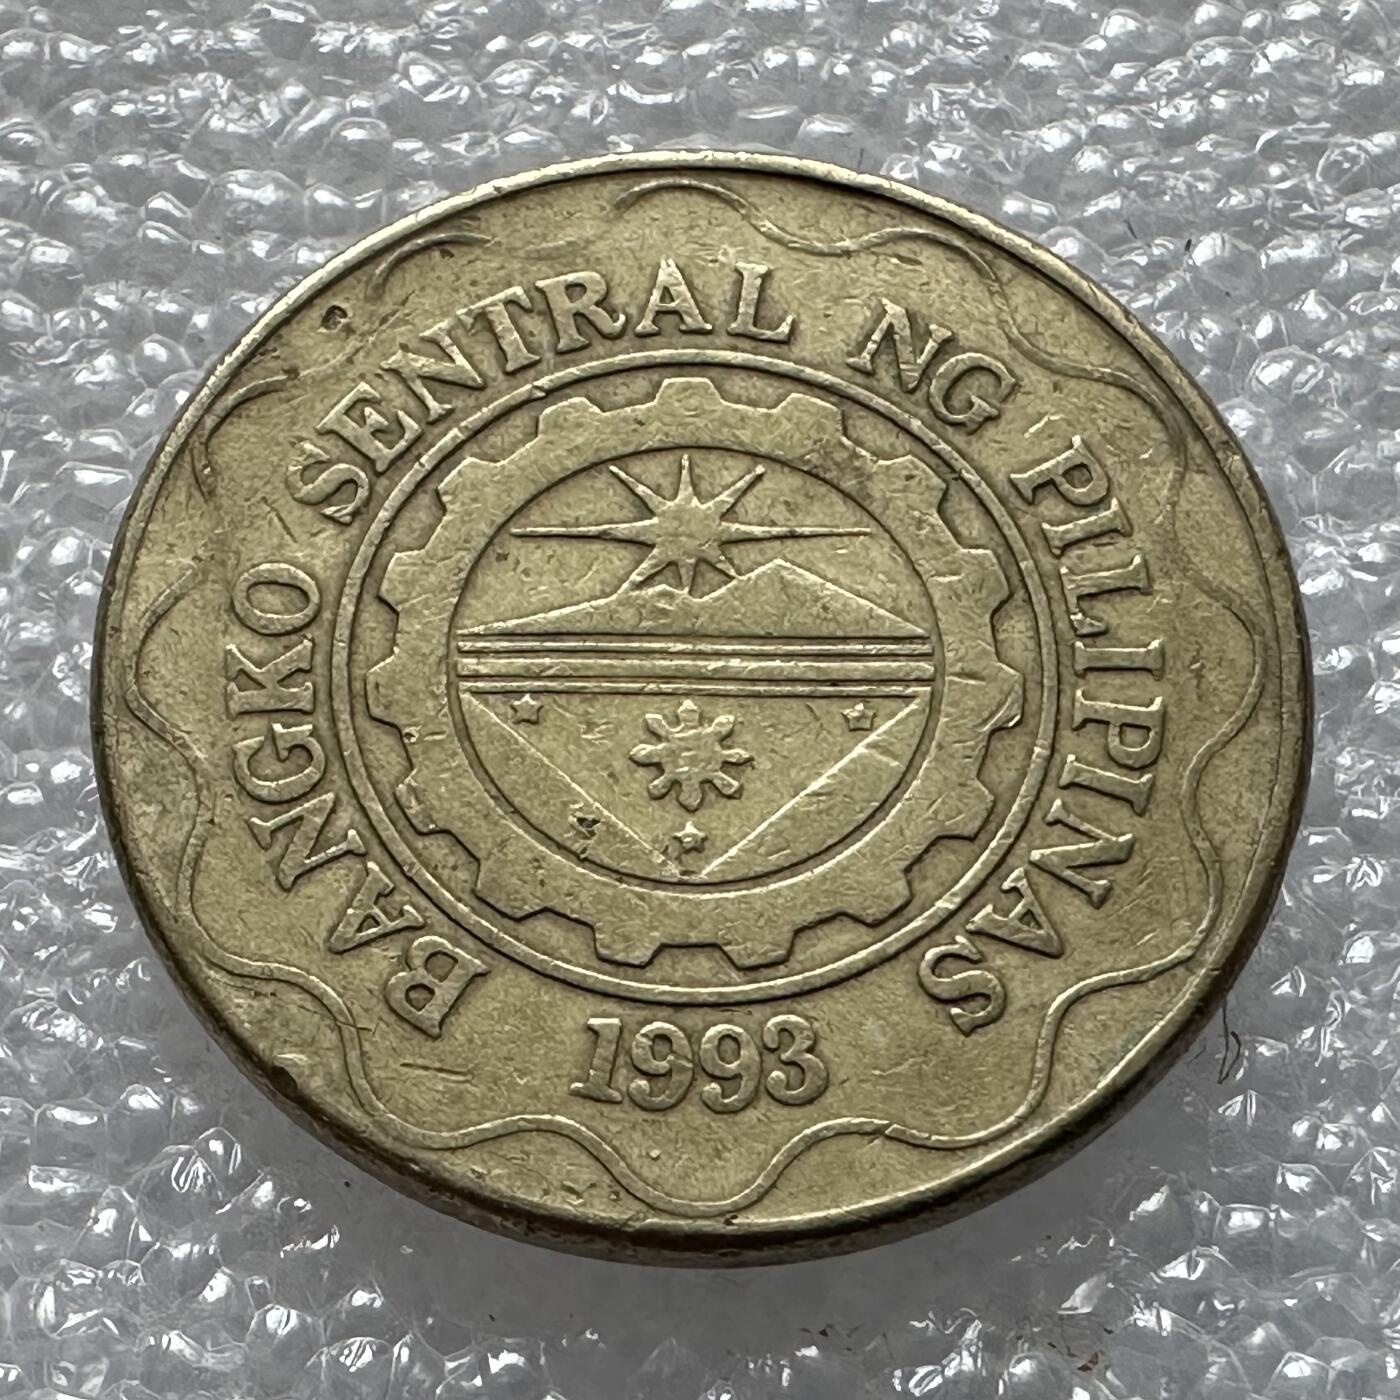 BANGKO SENTRAL NG PILIPINAS
1993